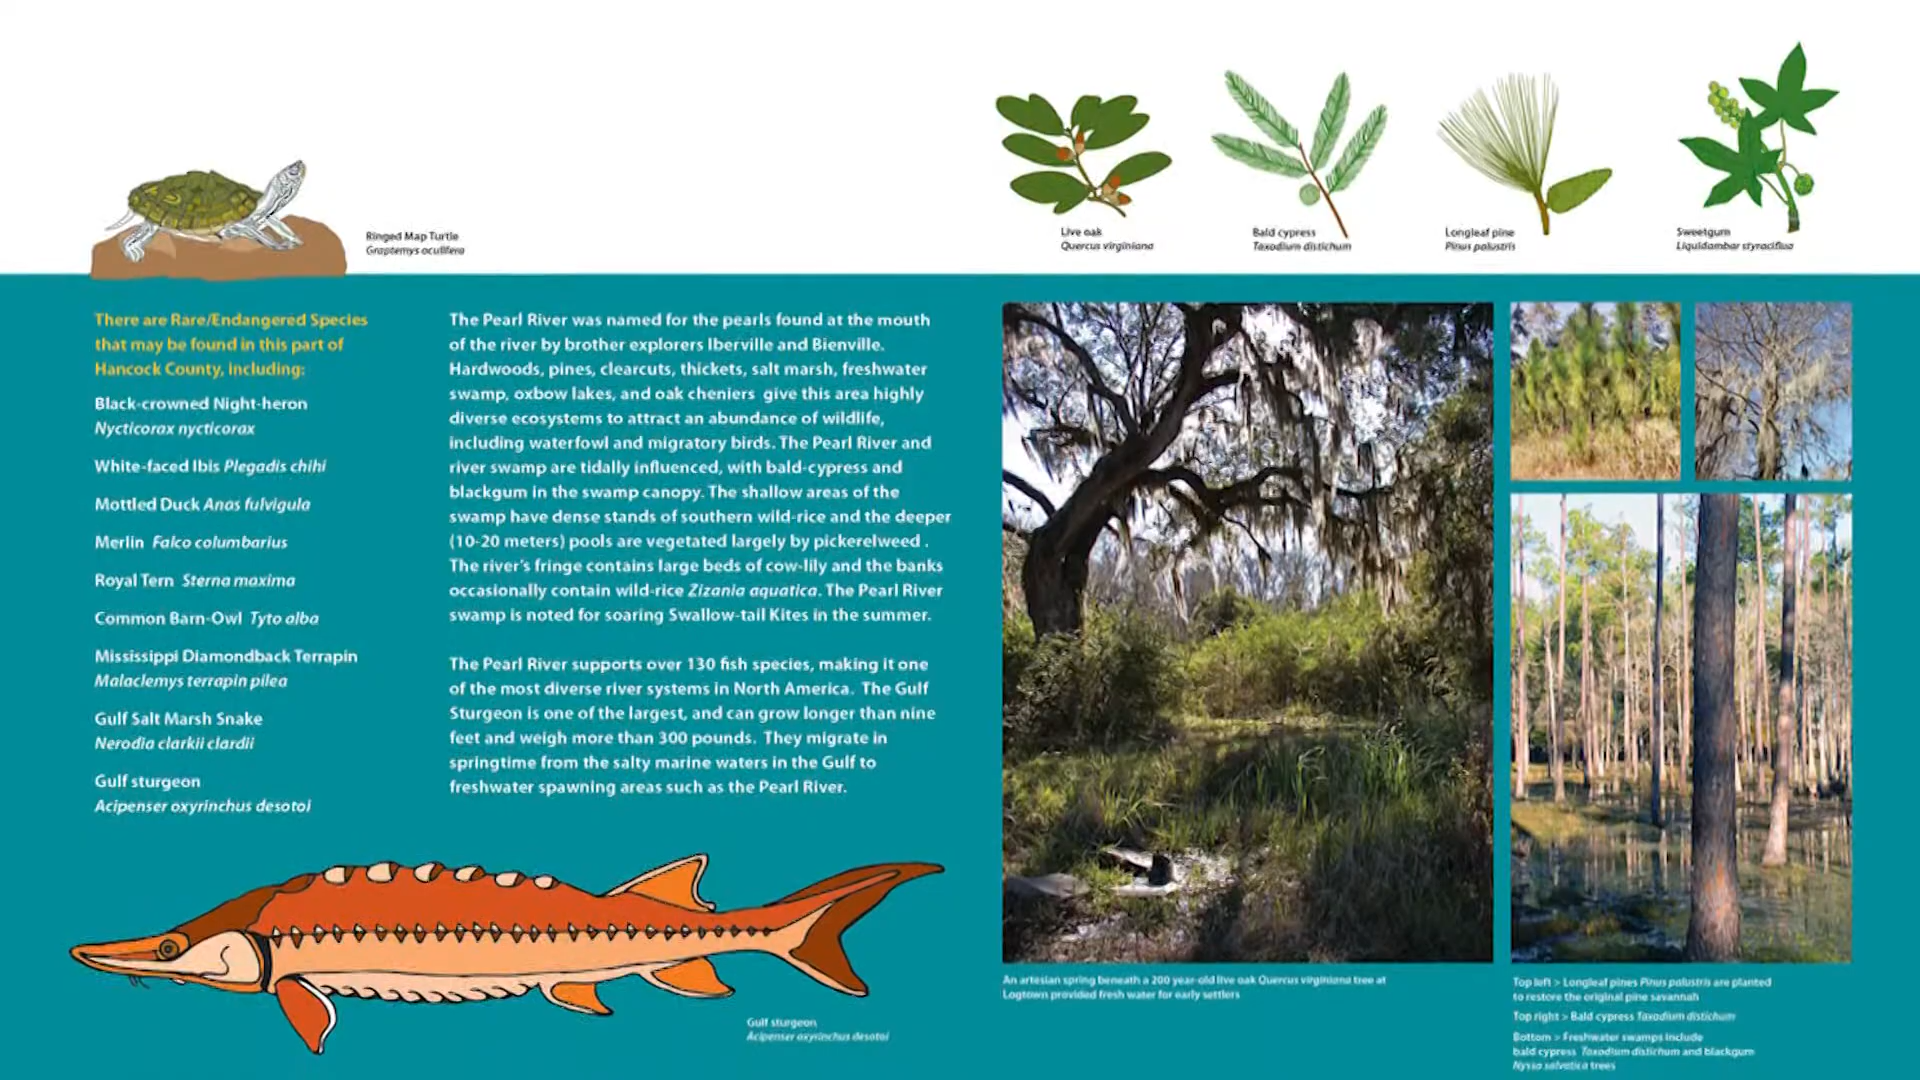 Ringed Map Turtle
Graptemys oculifera
Live oak
Quercus virginiana
Bald cypress
Taxodium distichum
Longleaf pine
Pinus palustris
Sweetgum
Liquidambar styraciflua
There are Rare/Endangered Species
that may be found in this part of
Hancock County, including:
Black-crowned Night-heron
Nycticorax nycticorax
White-faced Ibis Plegadis chihi
Mottled Duck Anas fulvigula
Merlin Falco columbarius
Royal Tern Sterna maxima
Common Barn-Owl Tyto alba
Mississippi Diamondback Terrapin
Malaclemys terrapin pilea
Gulf Salt Marsh Snake
Nerodia clarkii clardii
Gulf sturgeon
Acipenser oxyrinchus desotoi
The Pearl River was named for the pearls found at the mouth
of the river by brother explorers Iberville and Bienville.
Hardwoods, pines, clearcuts, thickets, salt marsh, freshwater
swamp, oxbow lakes, and oak cheniers give this area highly
diverse ecosystems to attract an abundance of wildlife,
including waterfowl and migratory birds. The Pearl River and
river swamp are tidally influenced, with bald-cypress and
blackgum in the swamp canopy. The shallow areas of the
swamp have dense stands of southern wild-rice and the deeper
(10-20 meters) pools are vegetated largely by pickerelweed .
The river's fringe contains large beds of cow-lily and the banks
occasionally contain wild-rice Zizania aquatica. The Pearl River
swamp is noted for soaring Swallow-tail Kites in the summer.
The Pearl River supports over 130 fish species, making it one
of the most diverse river systems in North America. The Gulf
Sturgeon is one of the largest, and can grow longer than nine
feet and weigh more than 300 pounds. They migrate in
springtime from the salty marine waters in the Gulf to
freshwater spawning areas such as the Pearl River.
Gulf sturgeon
Acipenser oxyrinchus desotoi
An artesian spring beneath a 200 year-old live oak Quercus virginiana tree at
Logtown provided fresh water for early settlers
Top left > Longleaf pines Pinus palustris are planted
to restore the original pine savannah
Top right > Bald cypress Taxodium distichum
Bottom > Freshwater swamps include
bald cypress Taxodium distichum and blackgum
Nyssa salvatica trees